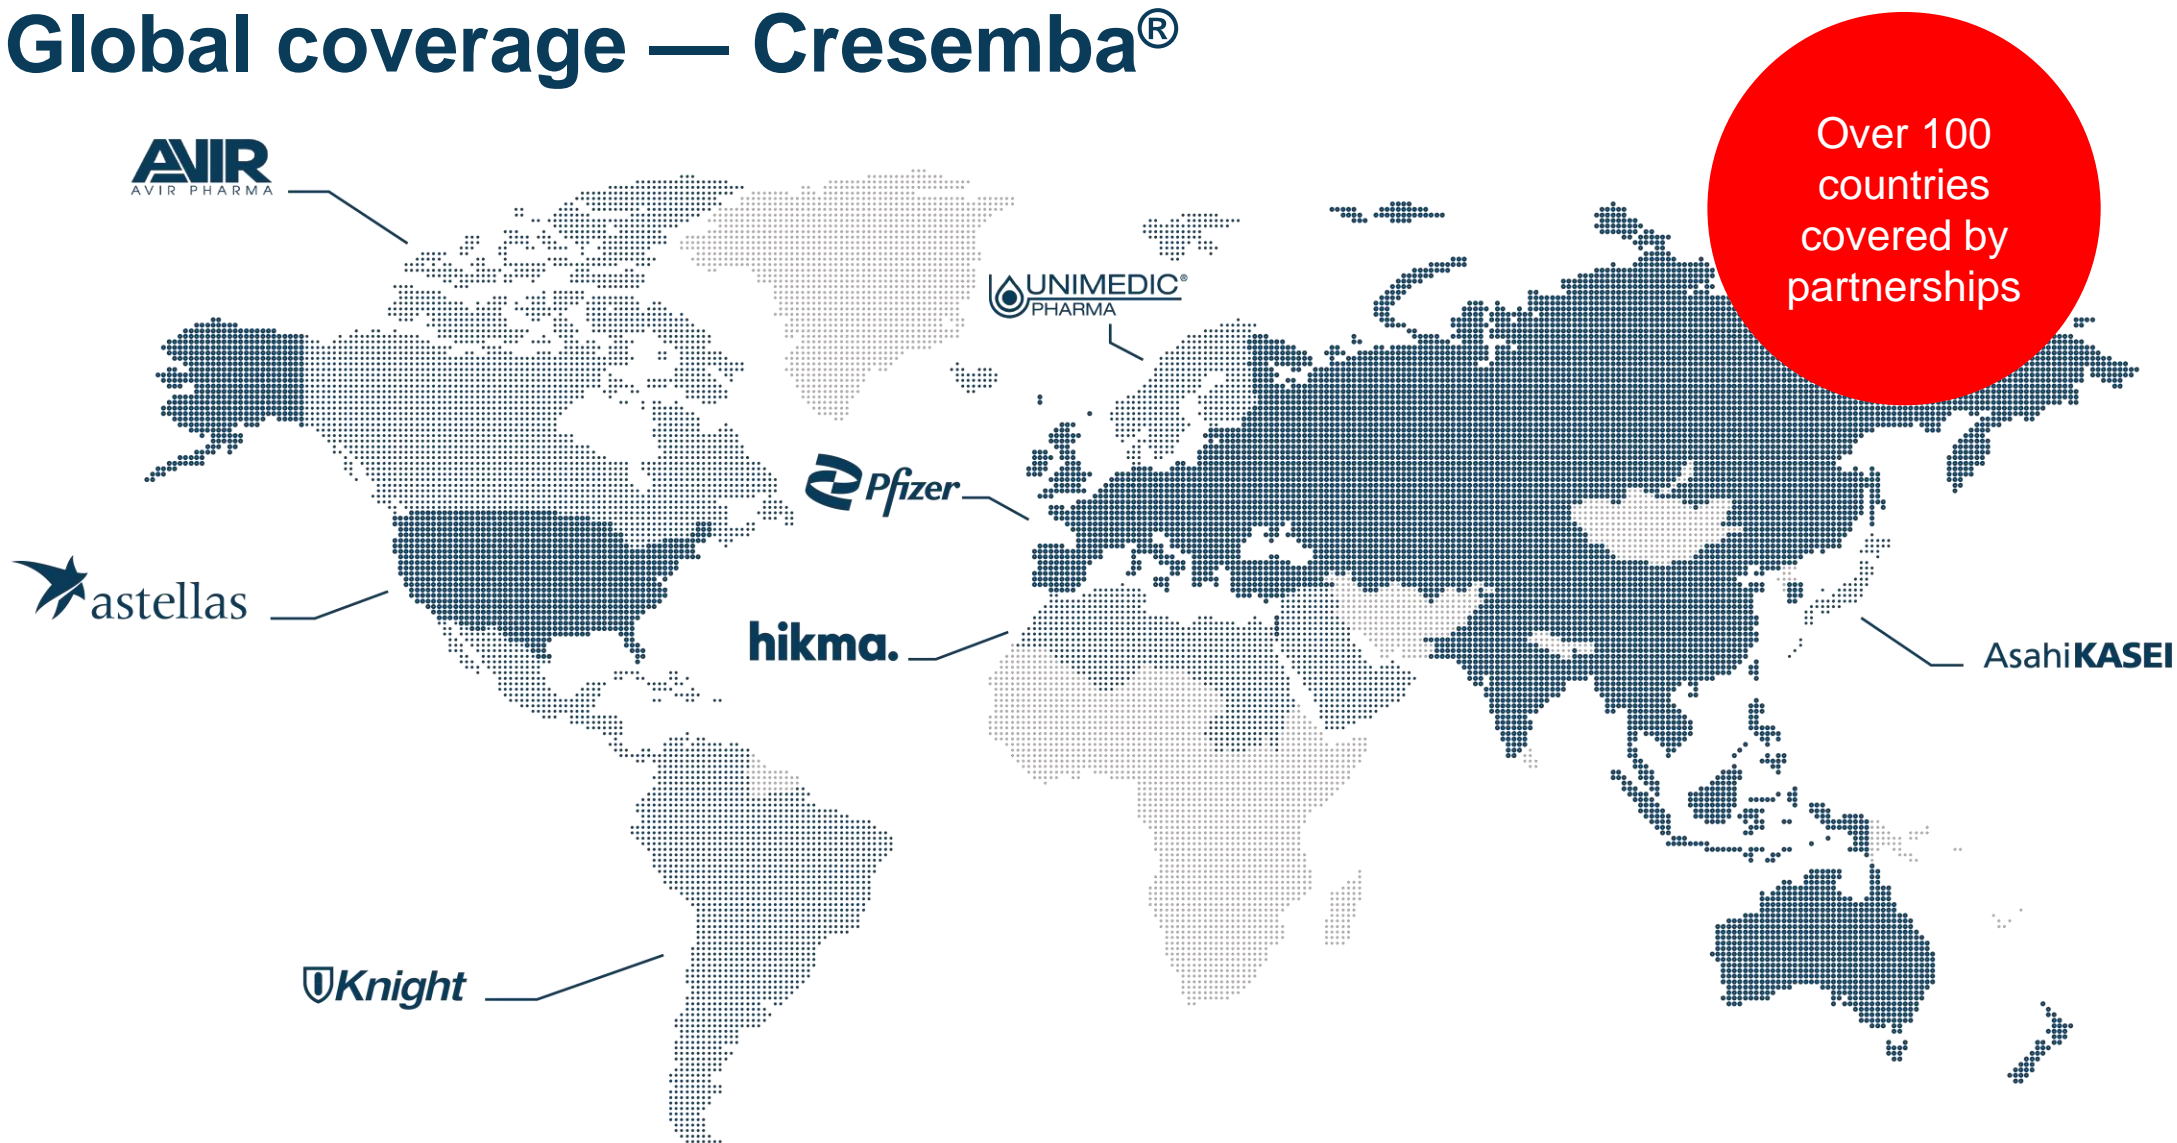 Global coverage — Cresemba®
Over 100
countries
covered by
partnerships
AVIR
AVIR PHARMA
UNIMEDIC®
PHARMA
Pfizer
astellas
hikma.
AsahiKASEI
Knight